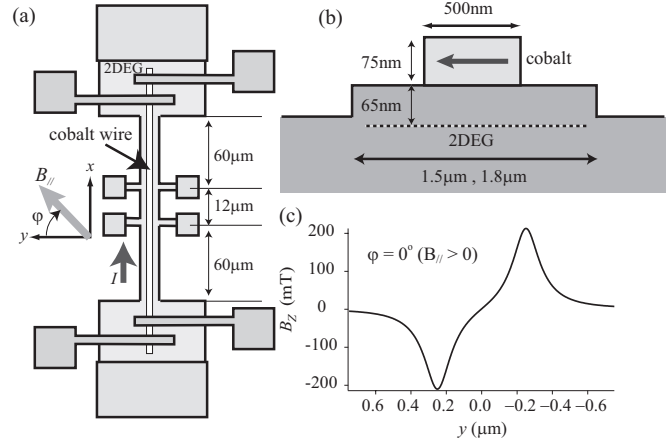 (a)
2DEG
cobalt wire
60μm
B//
x
12μm
φ
y
I
60μm
(b)
500nm
75nm
cobalt
65nm
2DEG
1.5μm , 1.8μm
(c)
φ = 0° (B// > 0)
200
100
0
-100
-200
BZ (mT)
0.6 0.4 0.2 0.0 −0.2 −0.4 −0.6
y (μm)